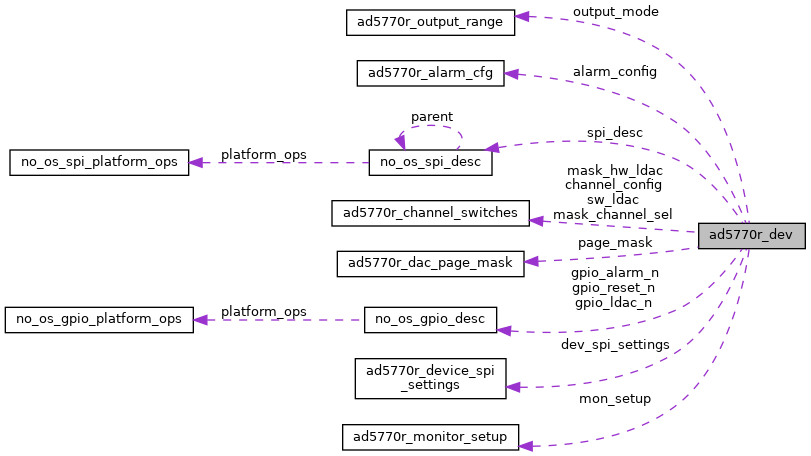 output_mode
ad5770r_output_range
alarm_config
ad5770r_alarm_cfg
parent
spi_desc
platform_ops
no_os_spi_platform_ops
no_os_spi_desc
mask_hw_ldac
channel_config
sw_ldac
mask_channel_sel
ad5770r_channel_switches
ad5770r_dev
page_mask
ad5770r_dac_page_mask
gpio_alarm_n
gpio_reset_n
gpio_ldac_n
platform_ops
no_os_gpio_platform_ops
no_os_gpio_desc
dev_spi_settings
ad5770r_device_spi
_settings
mon_setup
ad5770r_monitor_setup